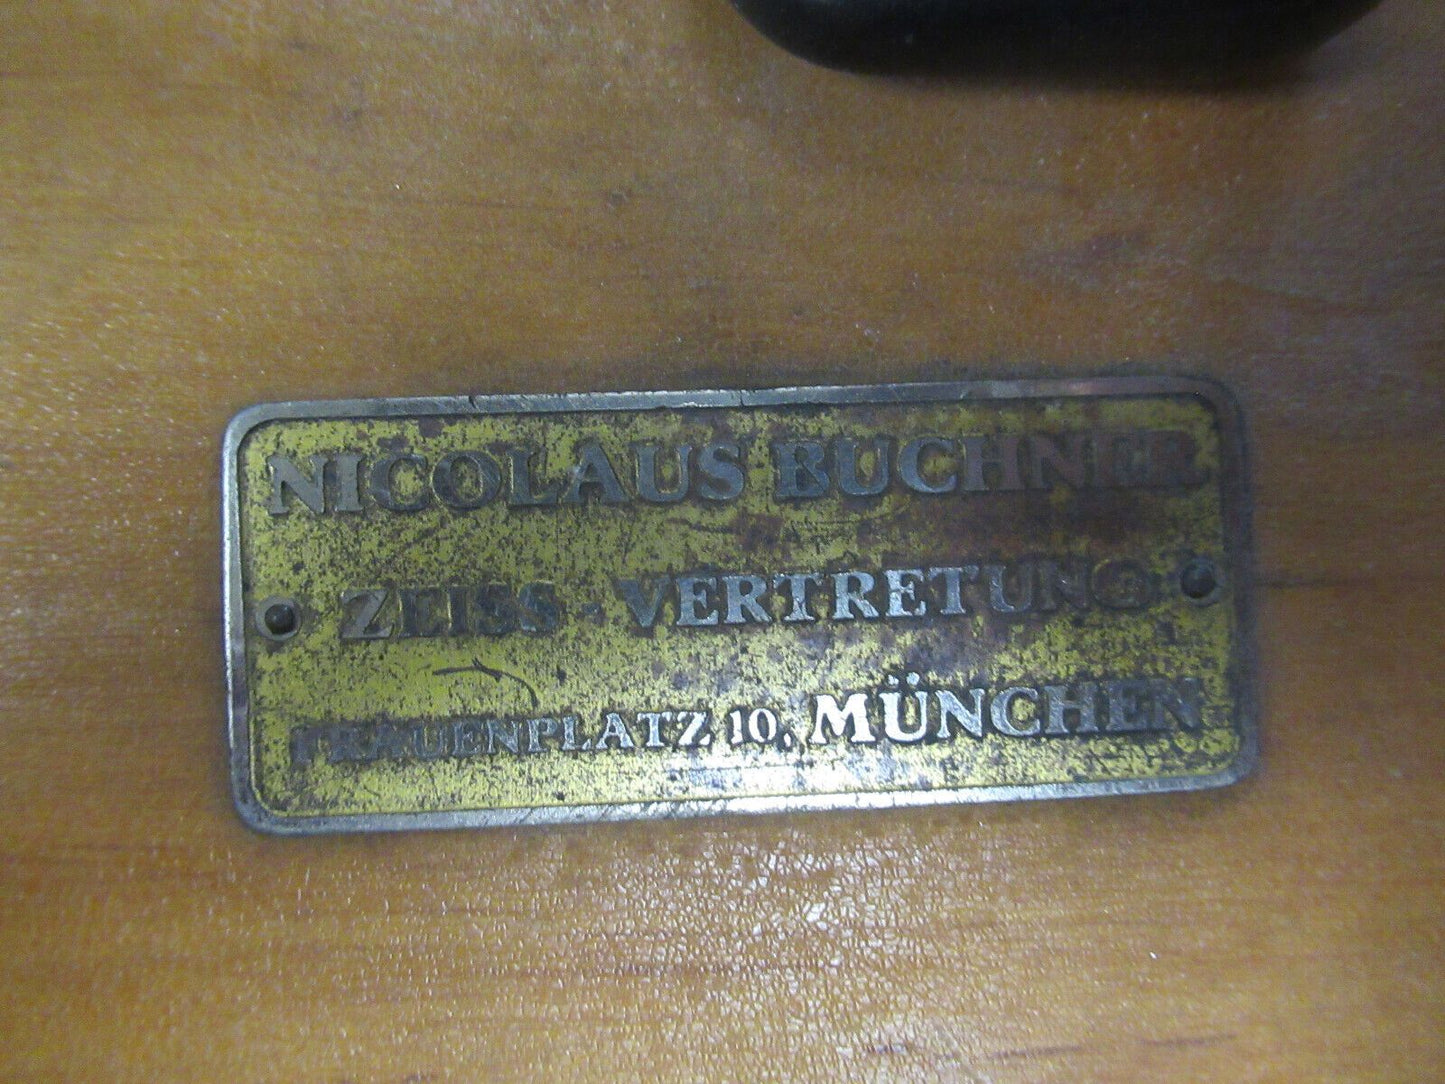 NICOLAUS BUCHNER
ZEISS - VERTRETUNG
FRAUENPLATZ 10, MÜNCHEN